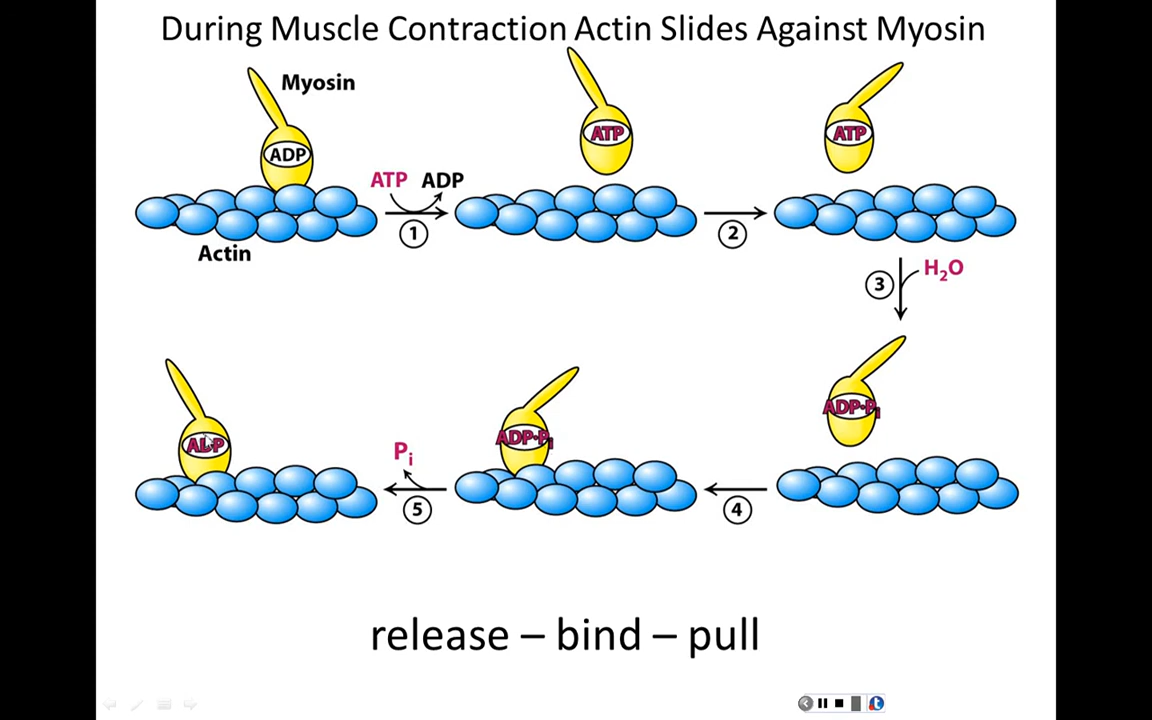 During Muscle Contraction Actin Slides Against Myosin
Myosin
ADP
ATP
ATP
ATP ADP
1
2
Actin
3
H₂O
ADP·Pᵢ
ADP·Pᵢ
Pᵢ
5
4
release – bind – pull